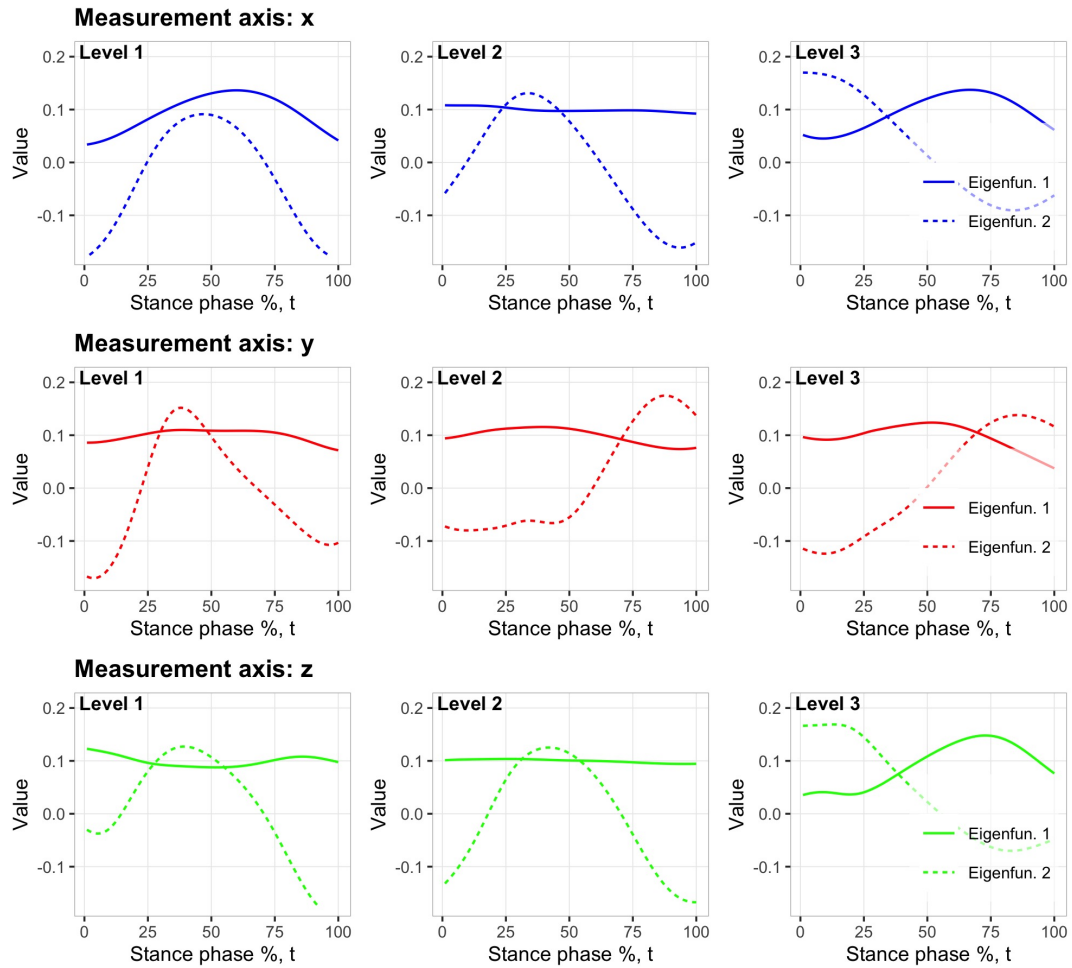 Measurement axis: x
Level 1
Level 2
Level 3
0.2
0.1
0.0
-0.1
Value
0 25 50 75 100
Stance phase %, t
0.2
0.1
0.0
-0.1
Value
0 25 50 75 100
Stance phase %, t
0.2
0.1
0.0
-0.1
Value
Eigenfun. 1
Eigenfun. 2
0 25 50 75 100
Stance phase %, t
Measurement axis: y
Level 1
Level 2
Level 3
0.2
0.1
0.0
-0.1
Value
0 25 50 75 100
Stance phase %, t
0.2
0.1
0.0
-0.1
Value
0 25 50 75 100
Stance phase %, t
0.2
0.1
0.0
-0.1
Value
Eigenfun. 1
Eigenfun. 2
0 25 50 75 100
Stance phase %, t
Measurement axis: z
Level 1
Level 2
Level 3
0.2
0.1
0.0
-0.1
Value
0 25 50 75 100
Stance phase %, t
0.2
0.1
0.0
-0.1
Value
0 25 50 75 100
Stance phase %, t
0.2
0.1
0.0
-0.1
Value
Eigenfun. 1
Eigenfun. 2
0 25 50 75 100
Stance phase %, t